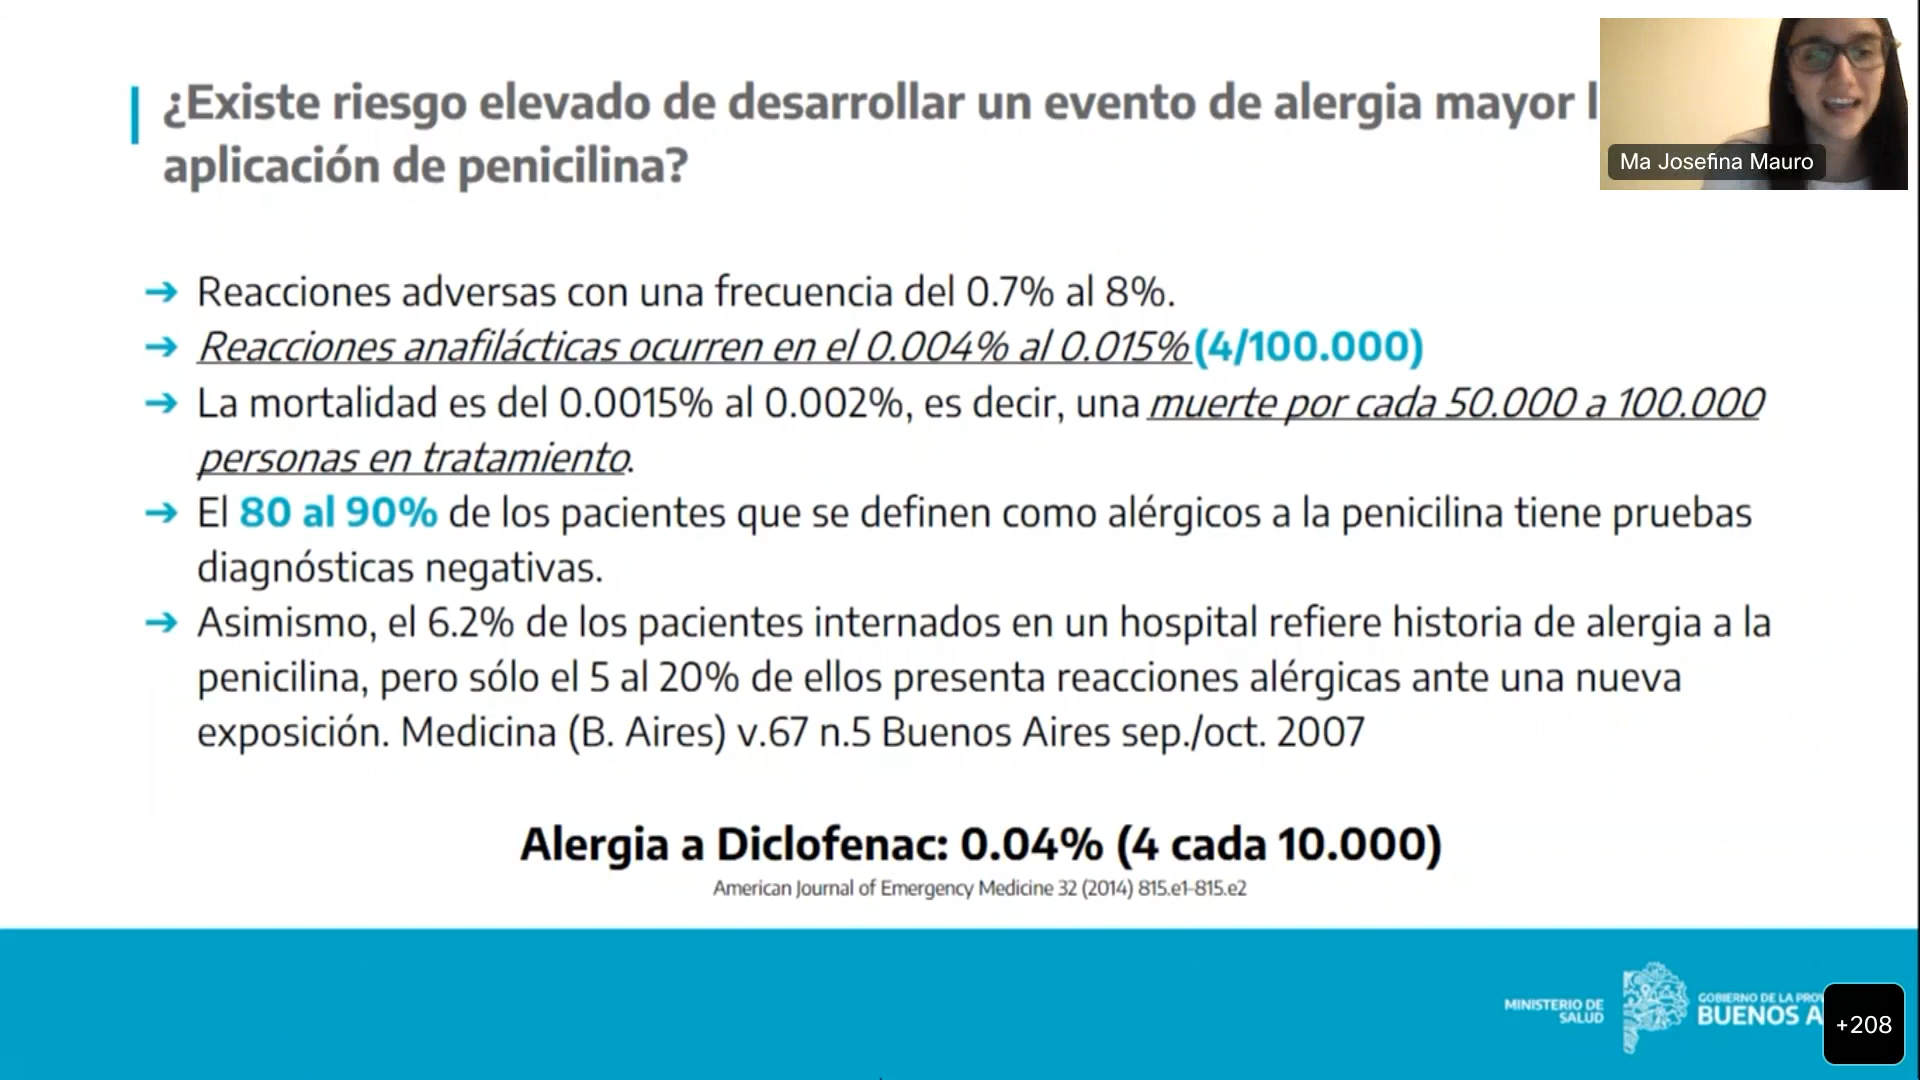 ¿Existe riesgo elevado de desarrollar un evento de alergia mayor
aplicación de penicilina?
Ma Josefina Mauro
➔ Reacciones adversas con una frecuencia del 0.7% al 8%.
➔ Reacciones anafilácticas ocurren en el 0.004% al 0.015%(4/100.000)
➔ La mortalidad es del 0.0015% al 0.002%, es decir, una muerte por cada 50.000 a 100.000
personas en tratamiento.
➔ El 80 al 90% de los pacientes que se definen como alérgicos a la penicilina tiene pruebas
diagnósticas negativas.
➔ Asimismo, el 6.2% de los pacientes internados en un hospital refiere historia de alergia a la
penicilina, pero sólo el 5 al 20% de ellos presenta reacciones alérgicas ante una nueva
exposición. Medicina (B. Aires) v.67 n.5 Buenos Aires sep./oct. 2007
Alergia a Diclofenac: 0.04% (4 cada 10.000)
American Journal of Emergency Medicine 32 (2014) 815.e1-815.e2
MINISTERIO DE
SALUD
GOBIERNO DE LA
BUENOS
+208